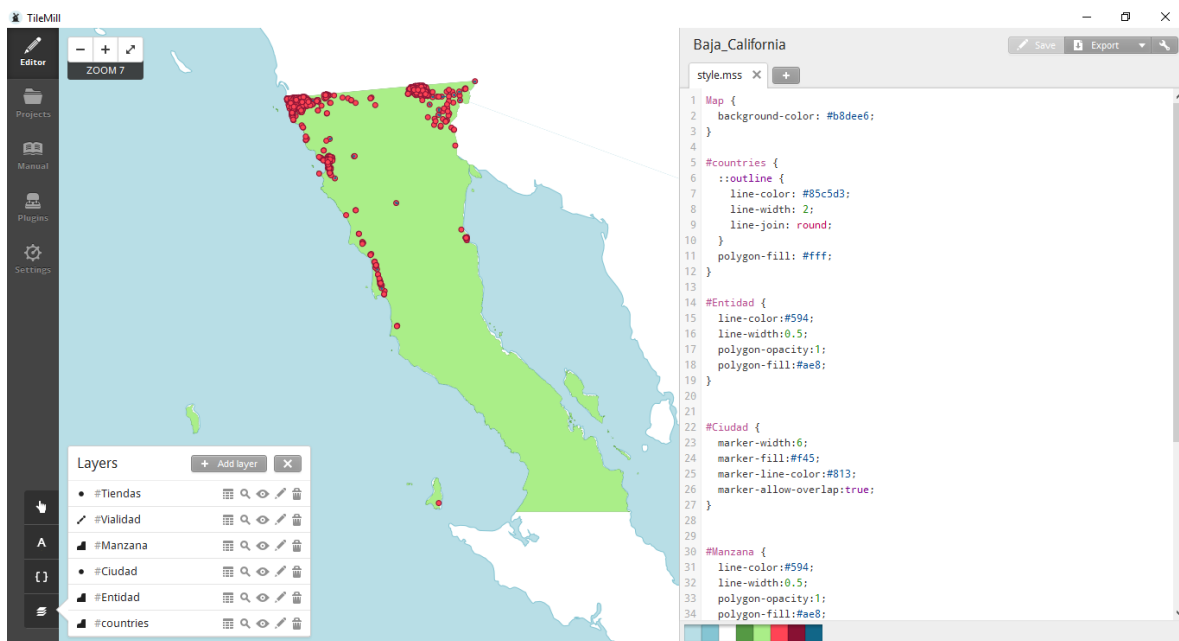 TileMill
Editor
Projects
Manual
Plugins
Settings
ZOOM 7
A
{ }
Layers
+ Add layer
#Tiendas
#Vialidad
#Manzana
#Ciudad
#Entidad
#countries
Baja_California
Save
Export
style.mss
1 Map {
2 background-color: #b8dee6;
3 }
4
5 #countries {
6 ::outline {
7 line-color: #85c5d3;
8 line-width: 2;
9 line-join: round;
10 }
11 polygon-fill: #fff;
12 }
13
14 #Entidad {
15 line-color:#594;
16 line-width:0.5;
17 polygon-opacity:1;
18 polygon-fill:#ae8;
19 }
20
21
22 #Ciudad {
23 marker-width:6;
24 marker-fill:#f45;
25 marker-line-color:#813;
26 marker-allow-overlap:true;
27 }
28
29
30 #Manzana {
31 line-color:#594;
32 line-width:0.5;
33 polygon-opacity:1;
34 polygon-fill:#ae8;